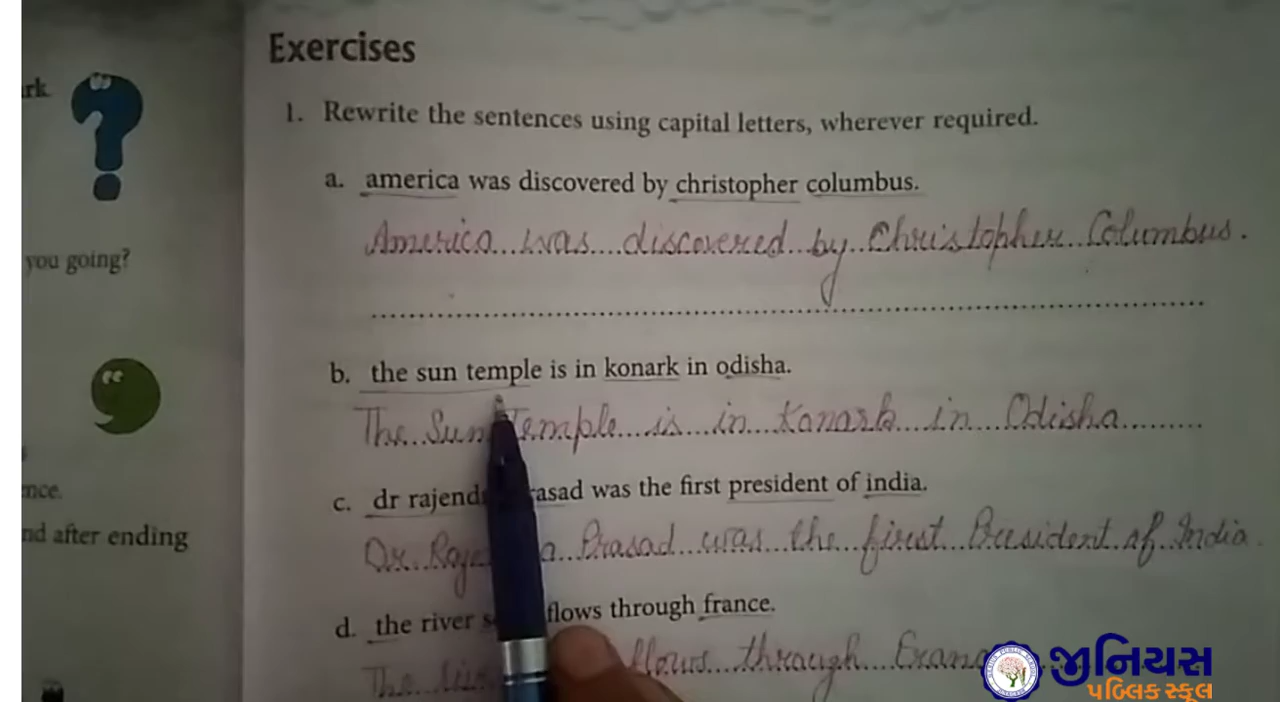 rk.
you going?
nce.
nd after ending
Exercises
1. Rewrite the sentences using capital letters, wherever required.
a. america was discovered by christopher columbus.
America was discovered by Christopher Columbus.
b. the sun temple is in konark in odisha.
The Sun Temple is in Konark in Odisha
c. dr rajend asad was the first president of india.
Dr. Raje a Prasad was the first President of India.
d. the river s flows through france.
The flows through Franc
જીનિયસ
પબ્લિક સ્કૂલ